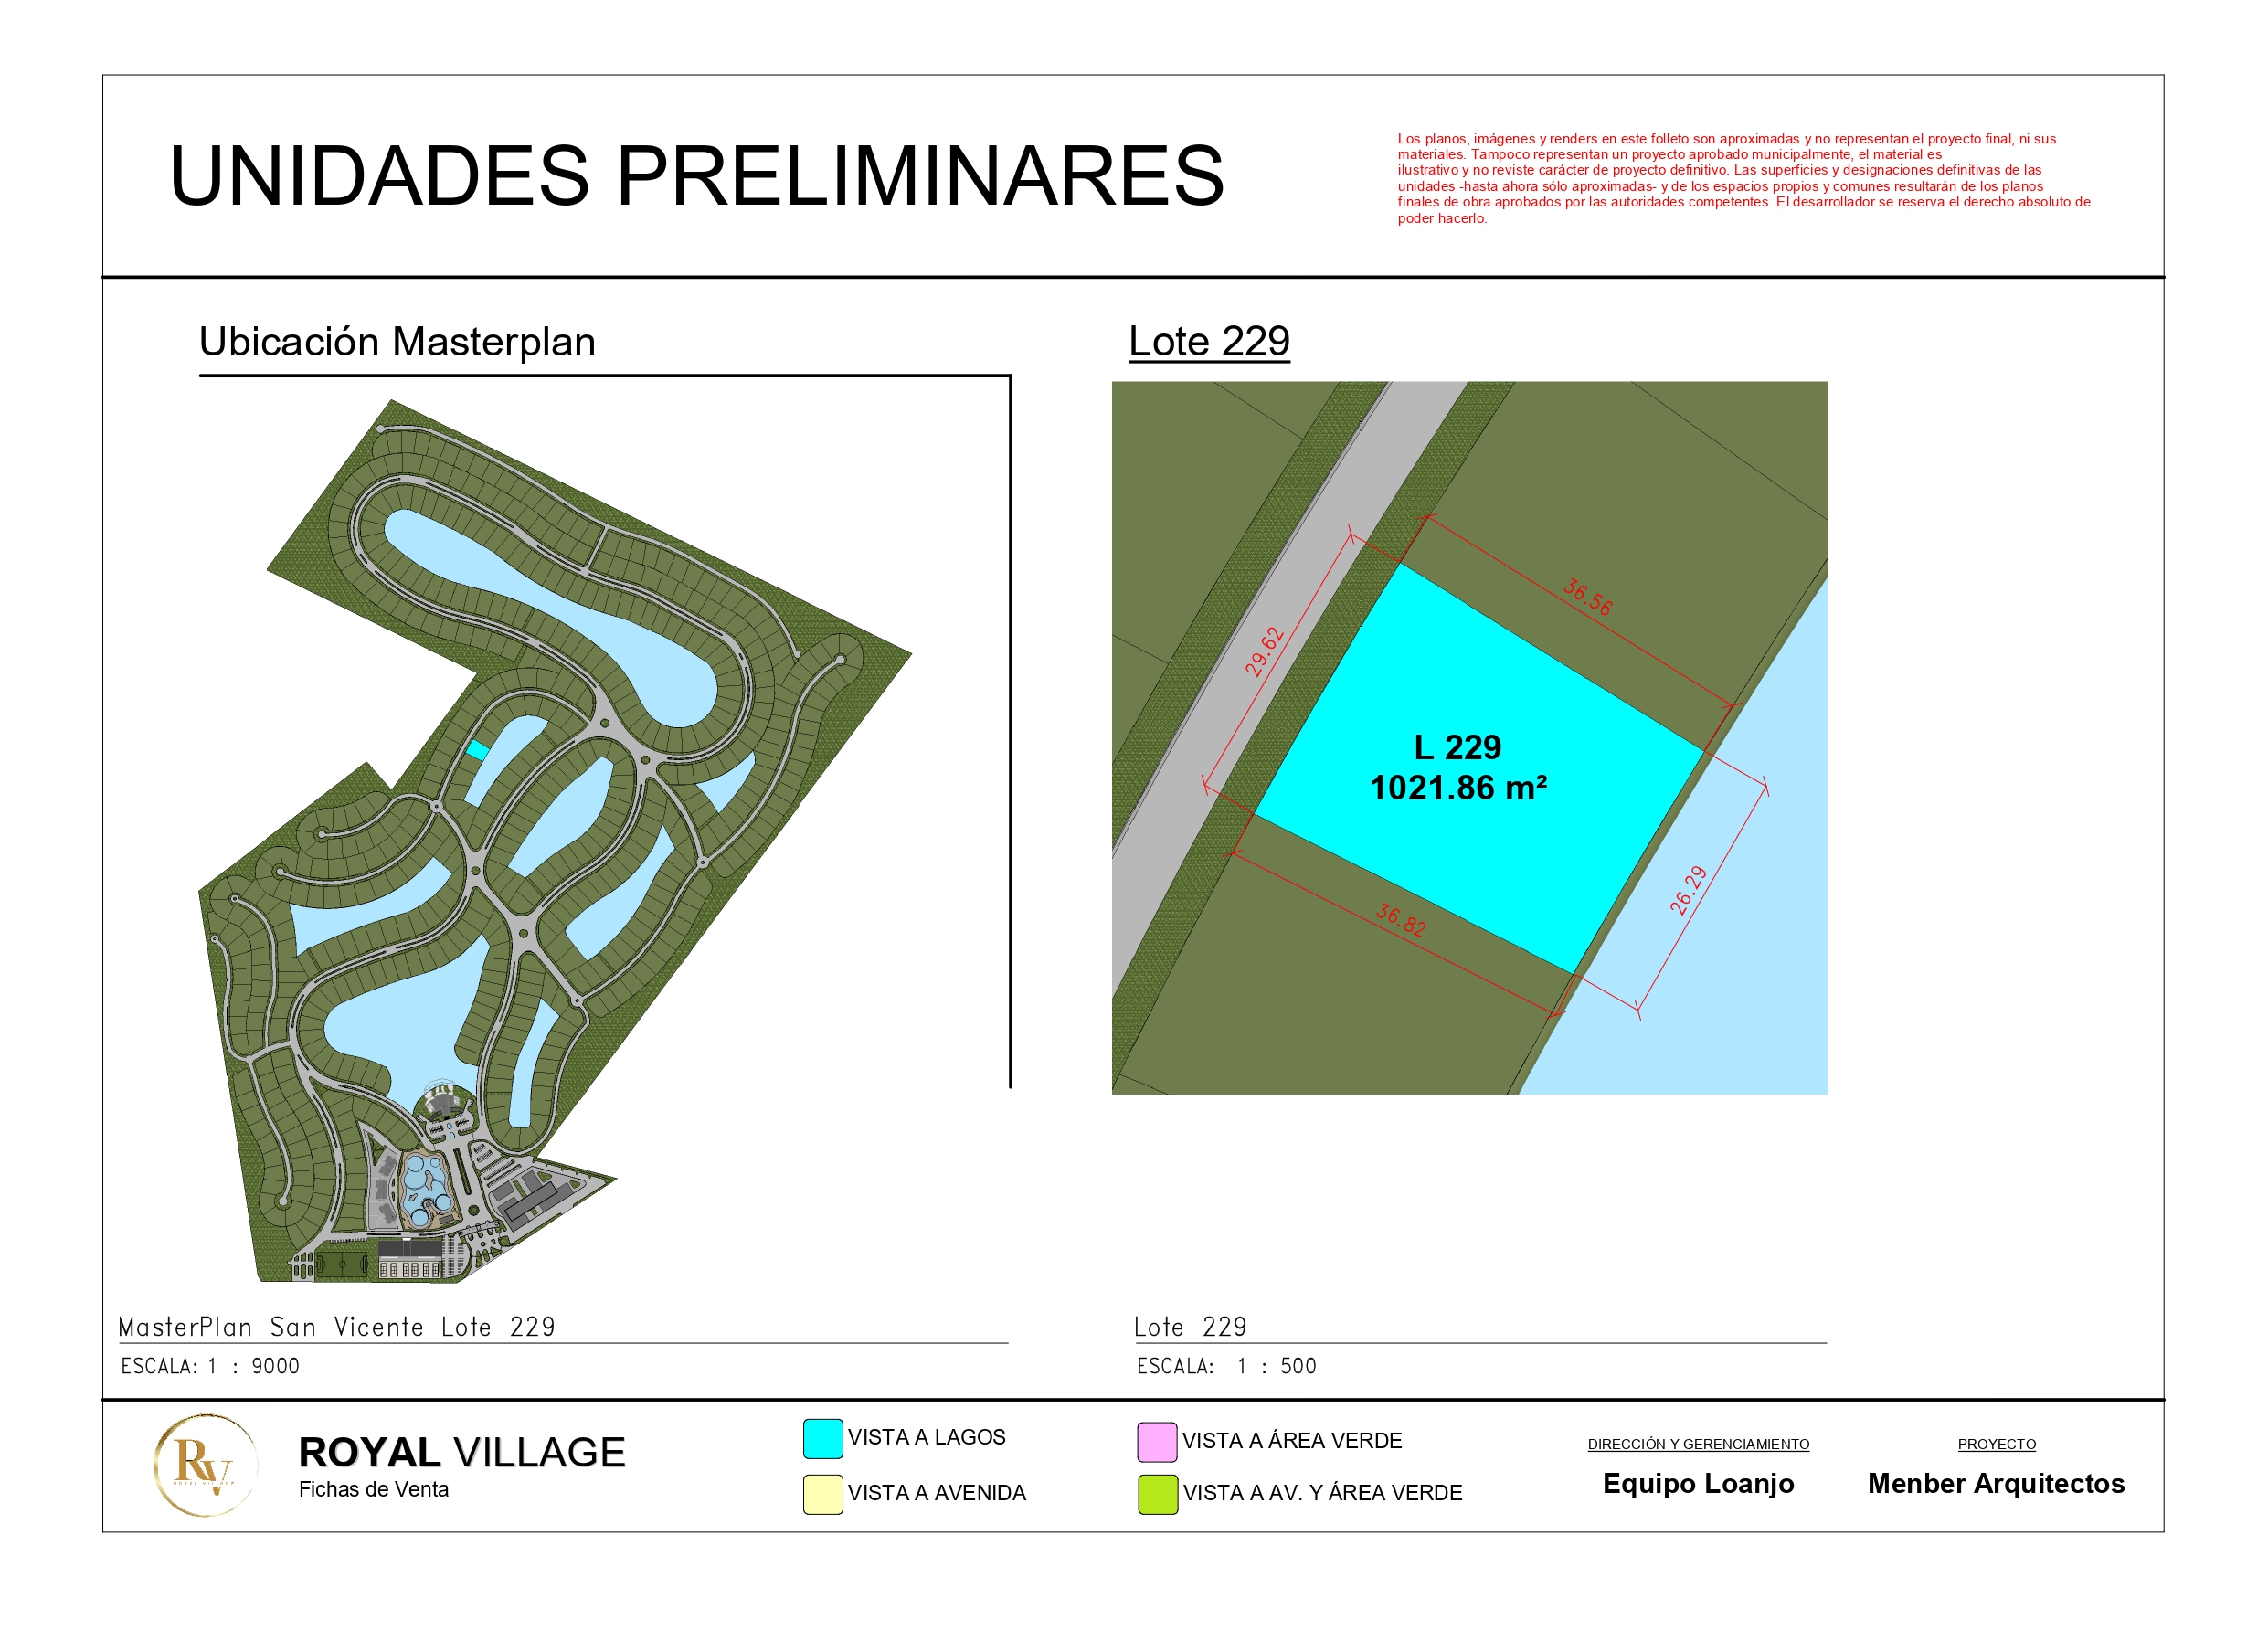 UNIDADES PRELIMINARES
Los planos, imágenes y renders en este folleto son aproximadas y no representan el proyecto final, ni sus
materiales. Tampoco representan un proyecto aprobado municipalmente, el material es
ilustrativo y no reviste carácter de proyecto definitivo. Las superficies y designaciones definitivas de las
unidades -hasta ahora sólo aproximadas- y de los espacios propios y comunes resultarán de los planos
finales de obra aprobados por las autoridades competentes. El desarrollador se reserva el derecho absoluto de
poder hacerlo.
Ubicación Masterplan
Lote 229
36.56
29.62
L 229
1021.86 m²
26.29
36.82
MasterPlan San Vicente Lote 229
ESCALA: 1 : 9000
Lote 229
ESCALA: 1 : 500
RV
ROYAL VILLAGE
ROYAL VILLAGE
Fichas de Venta
VISTA A LAGOS
VISTA A AVENIDA
VISTA A ÁREA VERDE
VISTA A AV. Y ÁREA VERDE
DIRECCIÓN Y GERENCIAMIENTO
Equipo Loanjo
PROYECTO
Menber Arquitectos